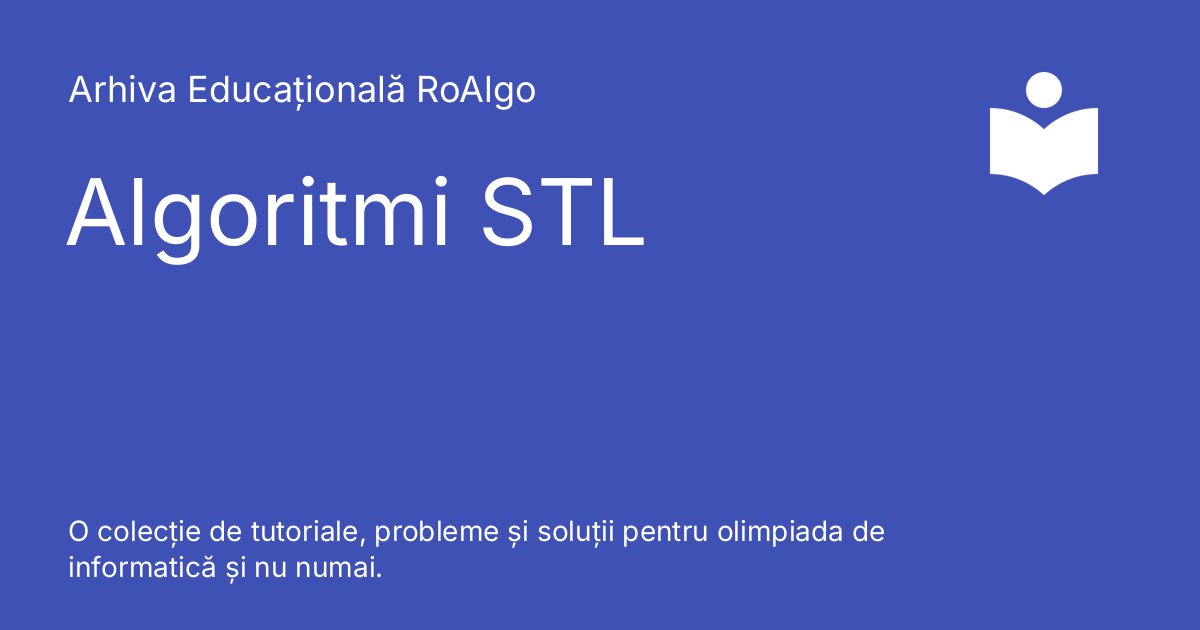 Arhiva Educațională RoAlgo
Algoritmi STL
O colecție de tutoriale, probleme și soluții pentru olimpiada de
informatică și nu numai.